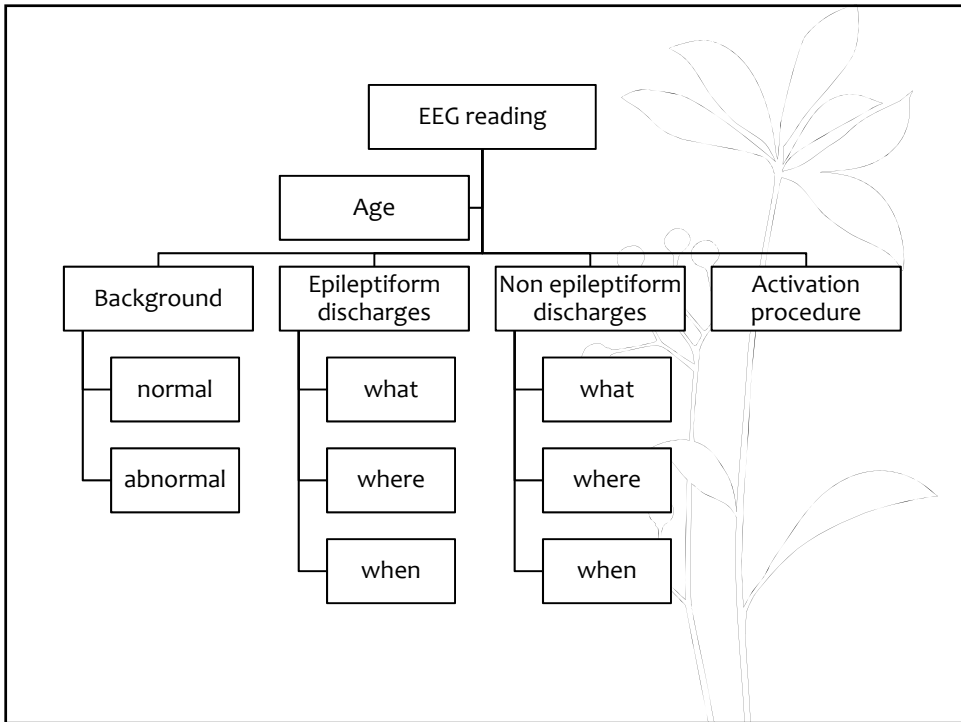 EEG reading
Age
Background
Epileptiform
discharges
Non epileptiform
discharges
Activation
procedure
normal
what
what
abnormal
where
where
when
when